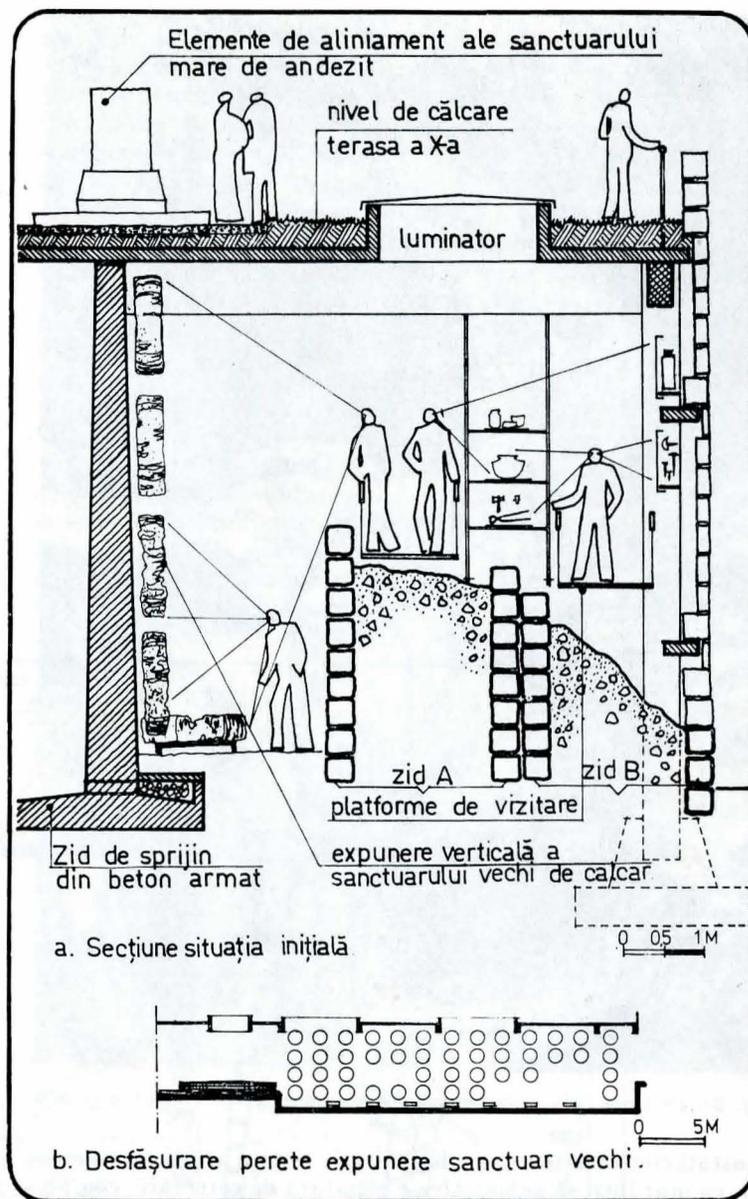 Elemente de aliniament ale sanctuarului
mare de andezit
nivel de călcare
terasa a X-a
luminator
zid A
zid B
platforme de vizitare
Zid de sprijin
din beton armat
expunere verticală a
sanctuarului vechi de calcar
0 0,5 1M
a. Secțiune situația inițială
0 5M
b. Desfășurare perete expunere sanctuar vechi.